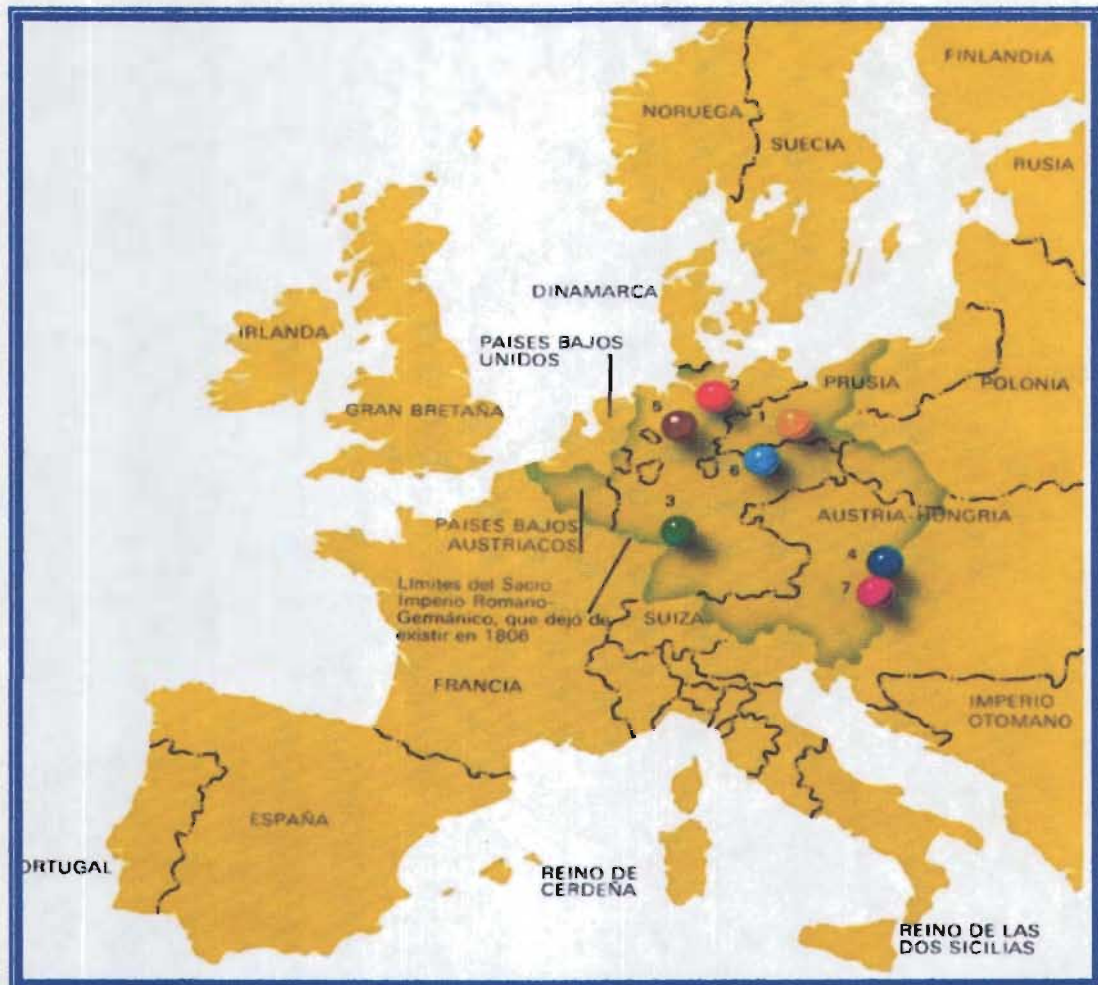 FINLANDIA
NORUEGA
SUECIA
RUSIA
DINAMARCA
IRLANDA
PAISES BAJOS
UNIDOS
GRAN BRETAÑA
PRUSIA
POLONIA
2
5
1
6
3
PAISES BAJOS
AUSTRIACOS
AUSTRIA-HUNGRIA
4
7
Límites del Sacro
Imperio Romano-
Germánico, que dejó de
existir en 1806
SUIZA
FRANCIA
IMPERIO
OTOMANO
ESPAÑA
ORTUGAL
REINO DE
CERDEÑA
REINO DE LAS
DOS SICILIAS